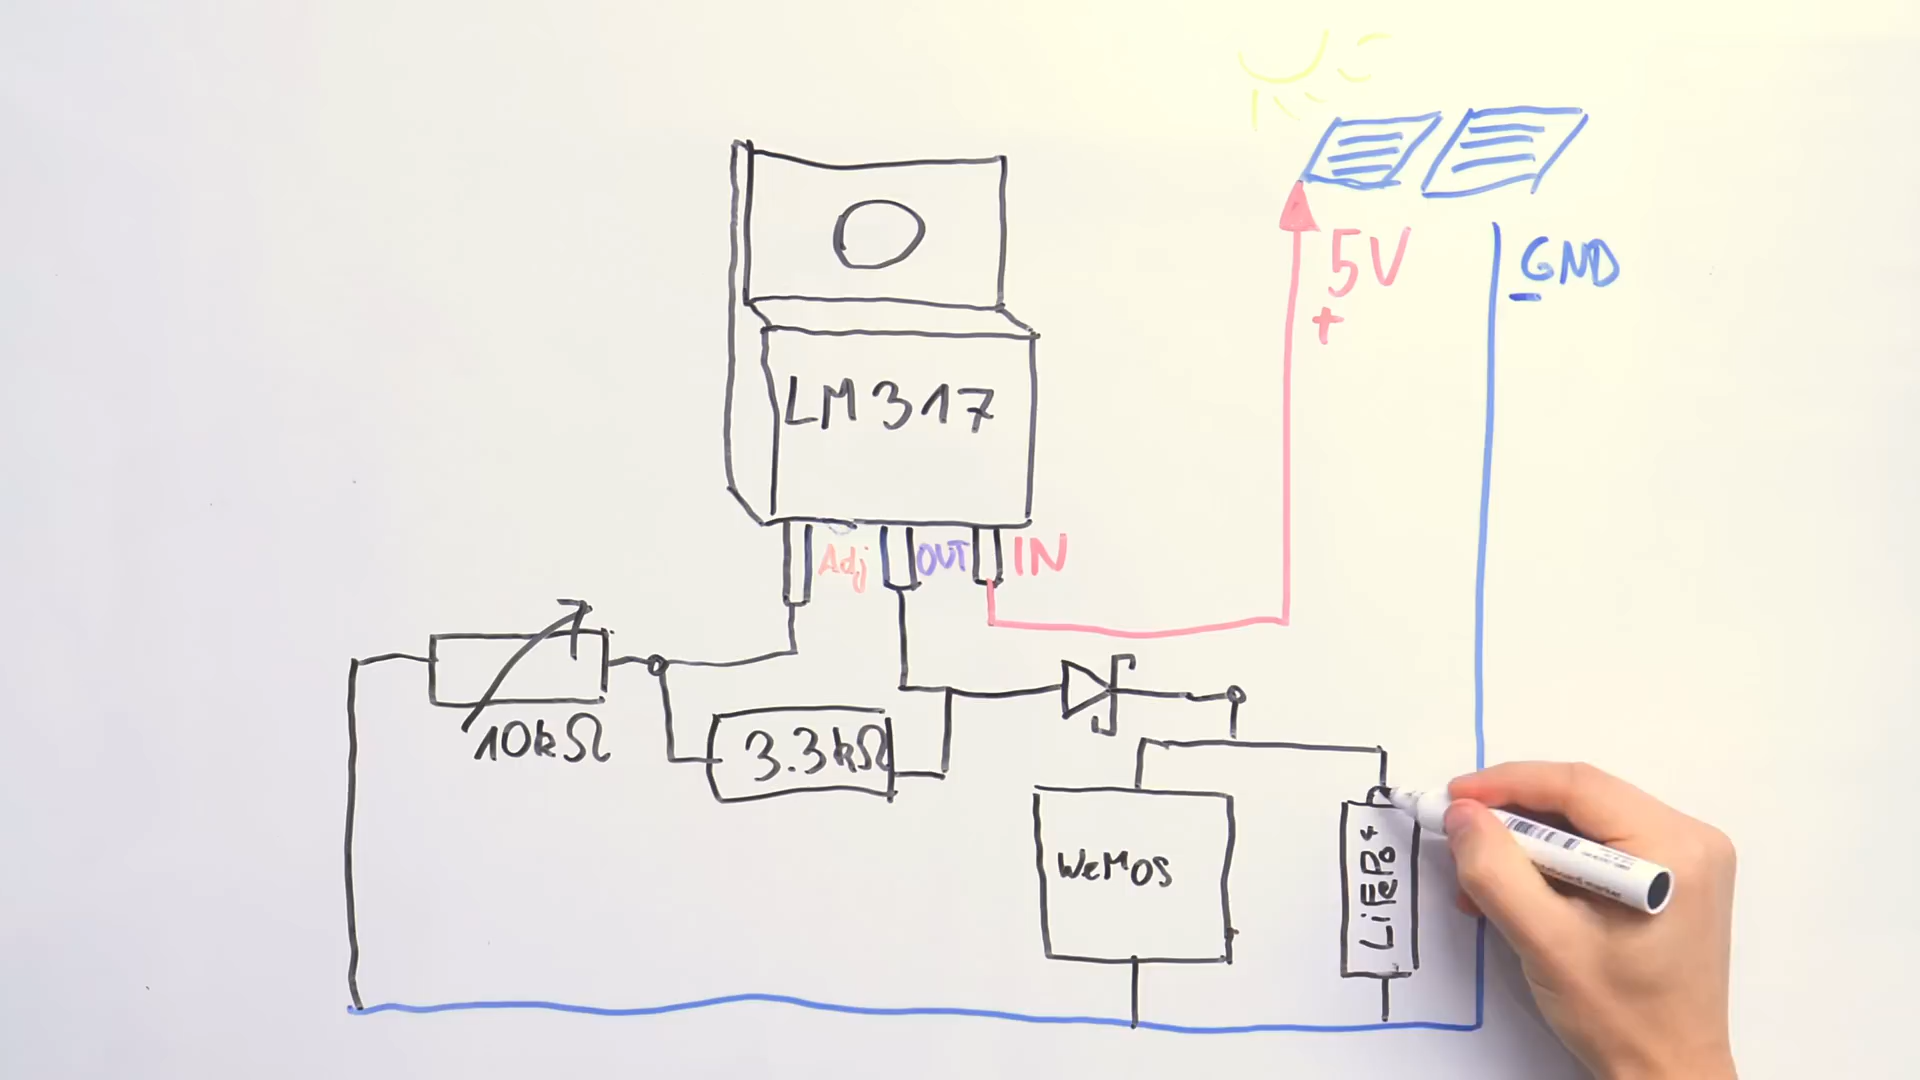 5V
+
GND
-
LM317
Adj
OUT
IN
10kΩ
3.3kΩ
WeMOS
LiFePo4